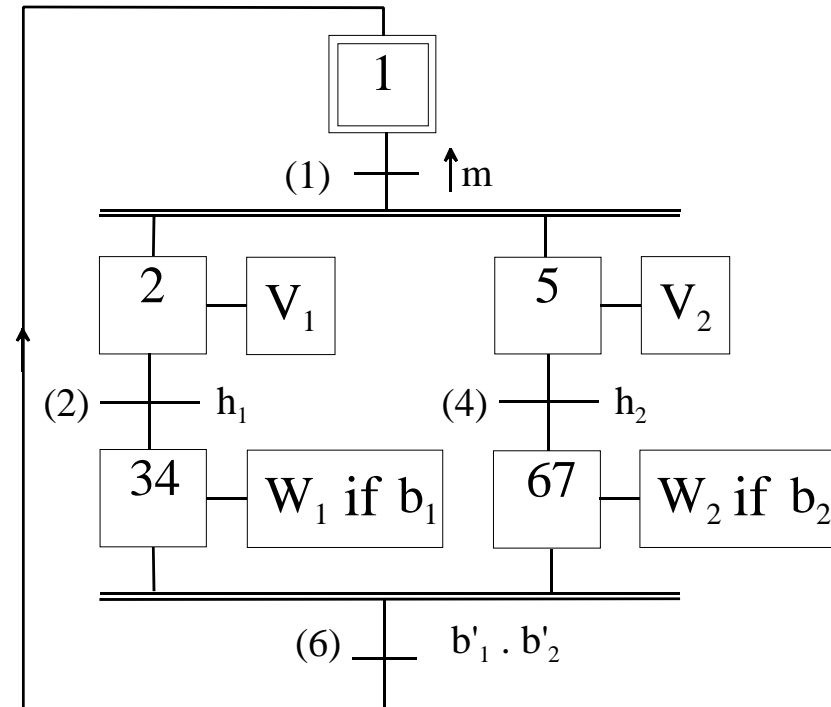 1
(1) ↑m
2 V₁ 5 V₂
(2) h₁ (4) h₂
34 W₁ if b₁ 67 W₂ if b₂
(6) b'₁ . b'₂